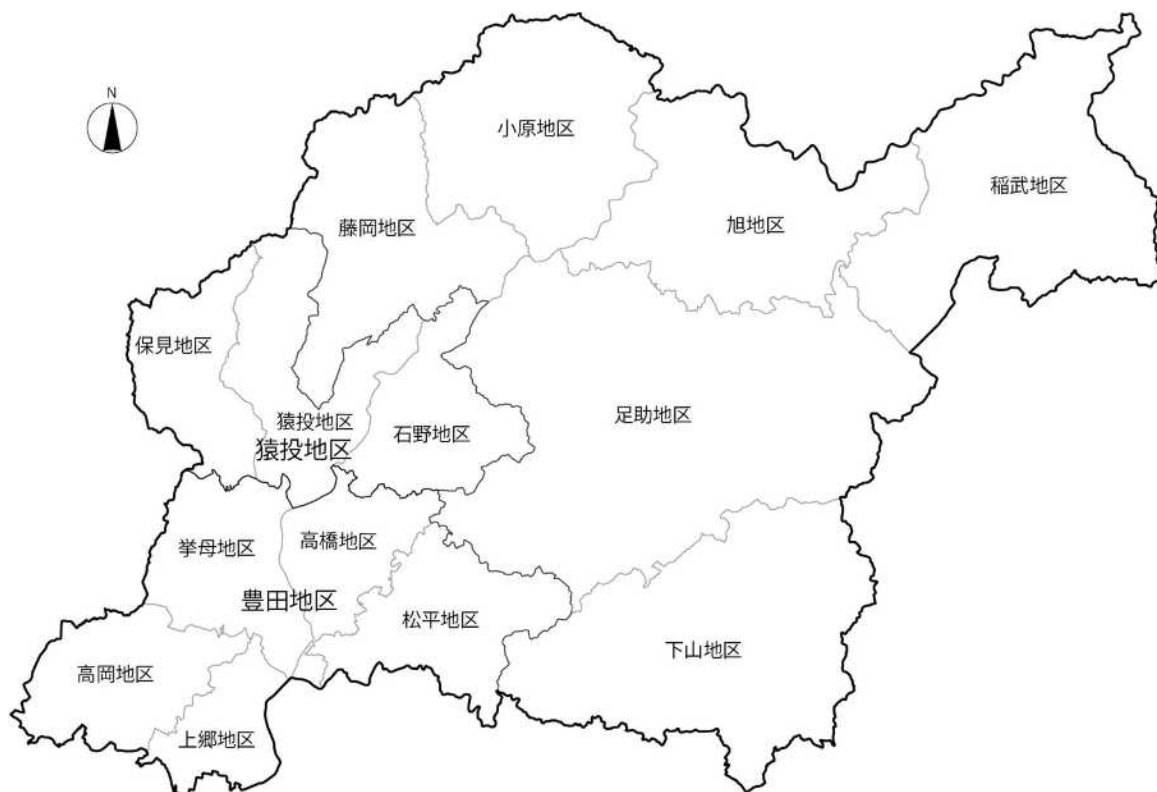 N
小原地区
稲武地区
藤岡地区
旭地区
保見地区
猿投地区
猿投地区
石野地区
足助地区
挙母地区
高橋地区
豊田地区
松平地区
下山地区
高岡地区
上郷地区